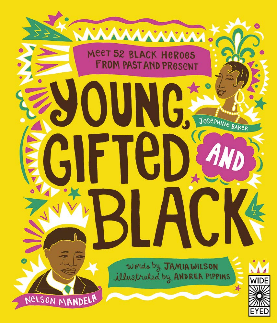 MEET 52 BLACK HEROES
FROM PAST AND PRESENT
YOUNG,
GIFTED
AND
BLACK
JOSEPHINE BAKER
NELSON MANDELA
words by JAMIA WILSON
illustrated by ANDREA PIPPINS
WIDE
EYED